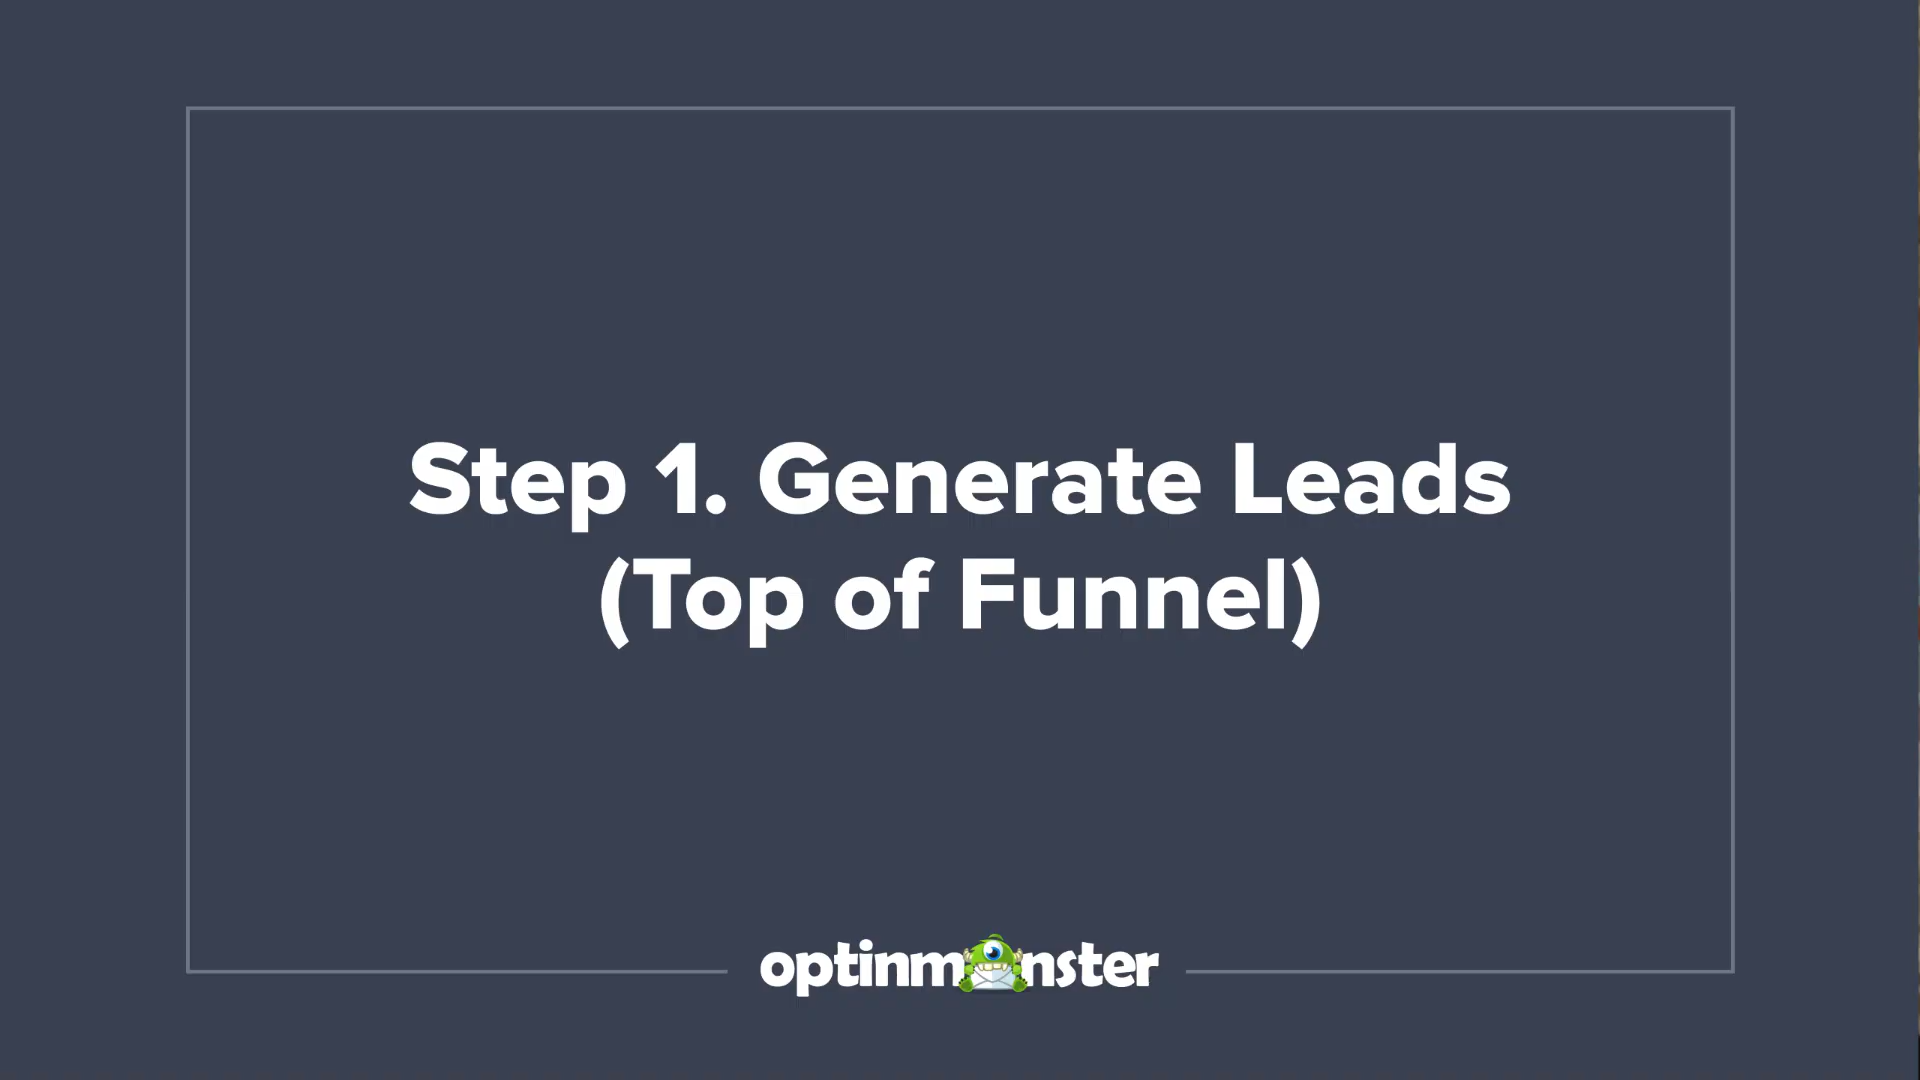 Step 1. Generate Leads
(Top of Funnel)
optinmonster